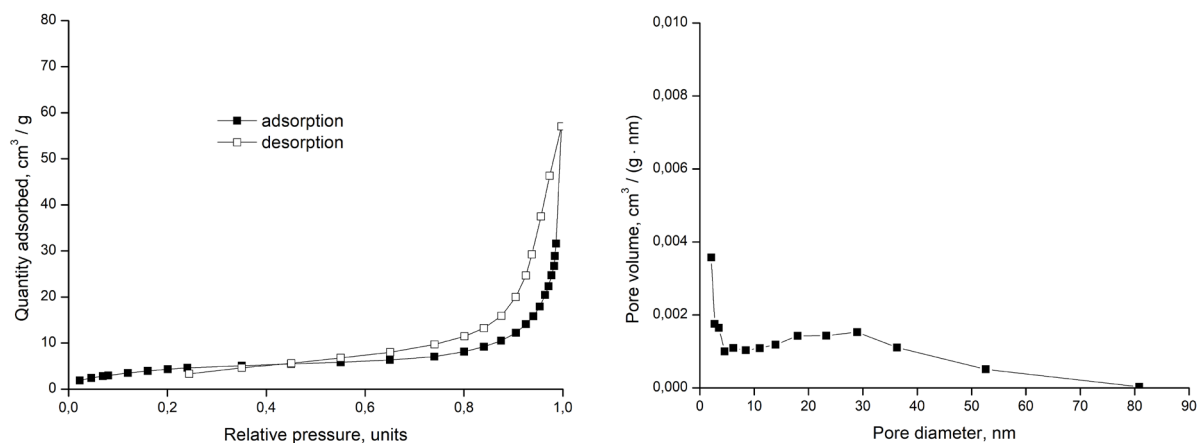 80
70
60
50
40
30
20
10
0
Quantity adsorbed, cm³ / g
adsorption
desorption
0,0 0,2 0,4 0,6 0,8 1,0
Relative pressure, units
0,010
0,008
0,006
0,004
0,002
0,000
Pore volume, cm³ / (g · nm)
0 10 20 30 40 50 60 70 80 90
Pore diameter, nm